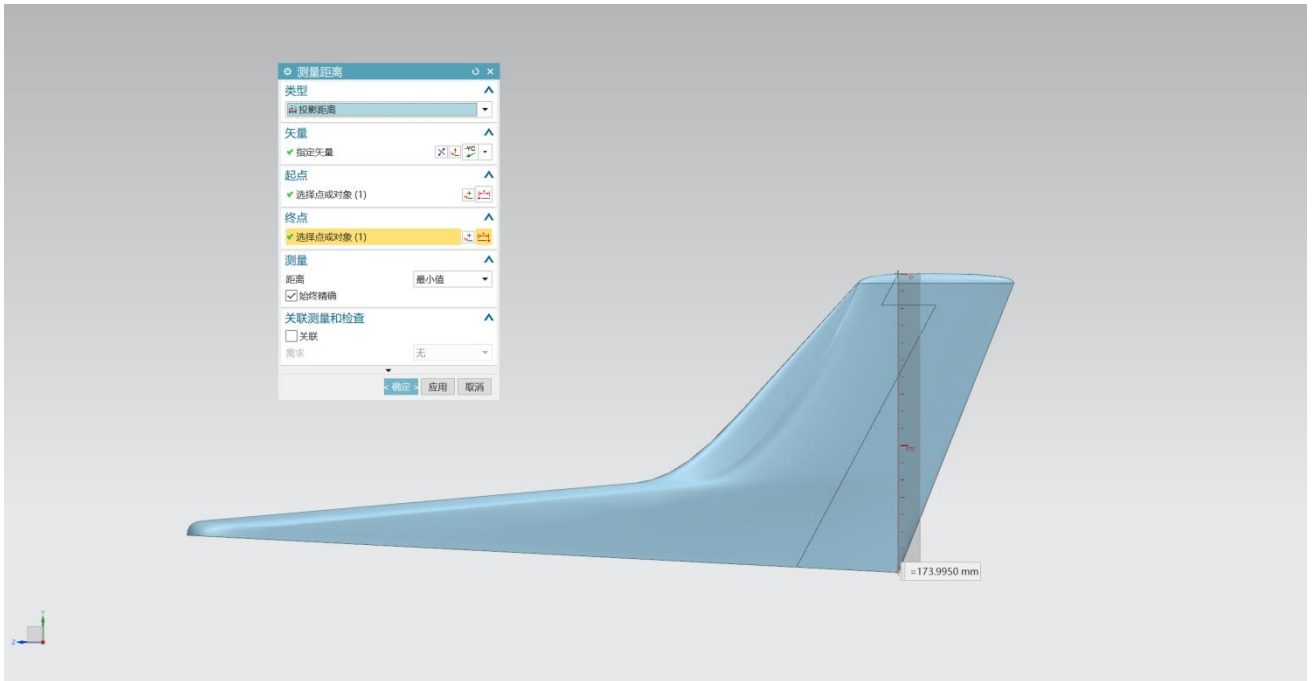 测量距离
类型
投影距离
矢量
指定矢量
-YC
起点
选择点或对象 (1)
终点
选择点或对象 (1)
测量
距离 最小值
始终精确
关联测量和检查
关联
需求 无
< 确定 > 应用 取消
0
=173.9950 mm
Y
Z